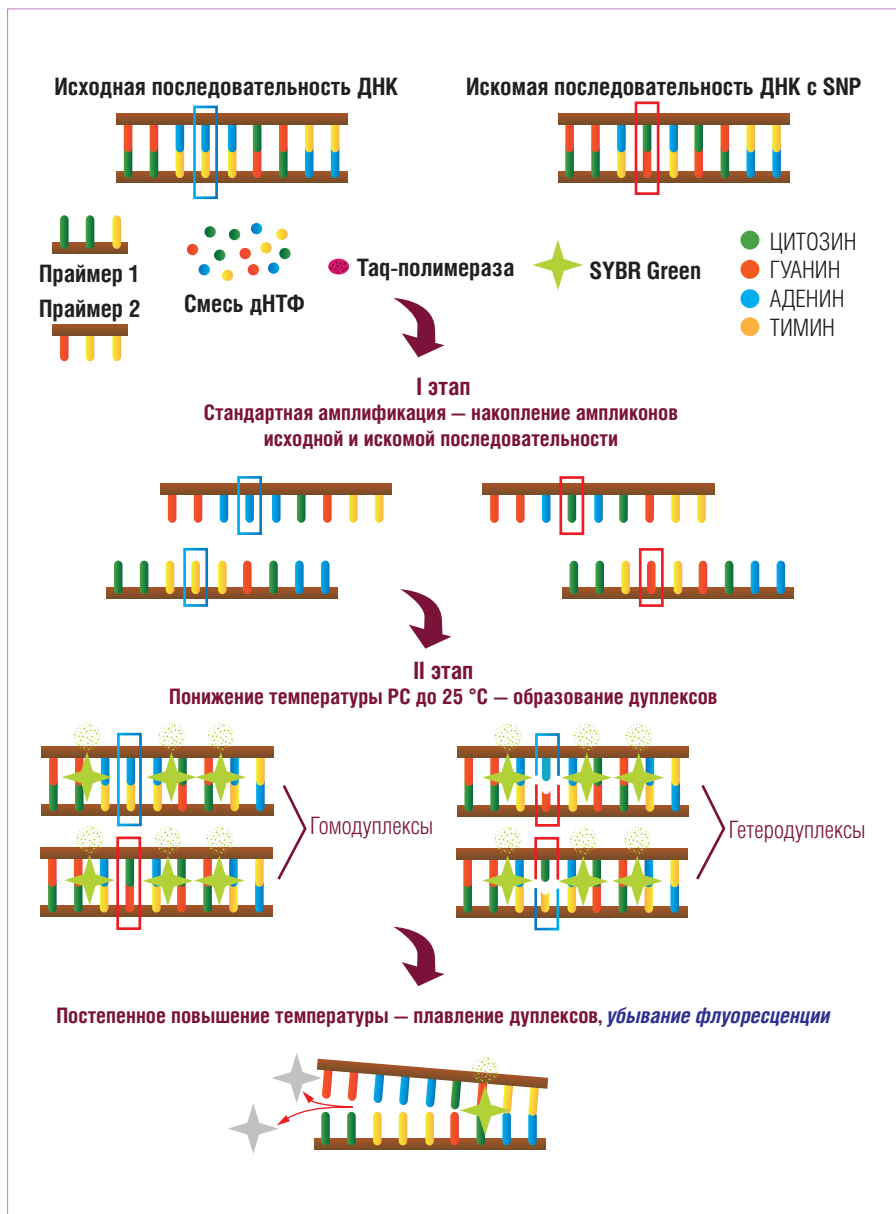 Исходная последовательность ДНК
Искомая последовательность ДНК с SNP
Праймер 1
Праймер 2
Смесь дНТФ
Taq-полимераза
SYBR Green
ЦИТОЗИН
ГУАНИН
АДЕНИН
ТИМИН
I этап
Стандартная амплификация — накопление ампликонов
исходной и искомой последовательности
II этап
Понижение температуры РС до 25 °С — образование дуплексов
Гомодуплексы
Гетеродуплексы
Постепенное повышение температуры — плавление дуплексов, убывание флуоресценции